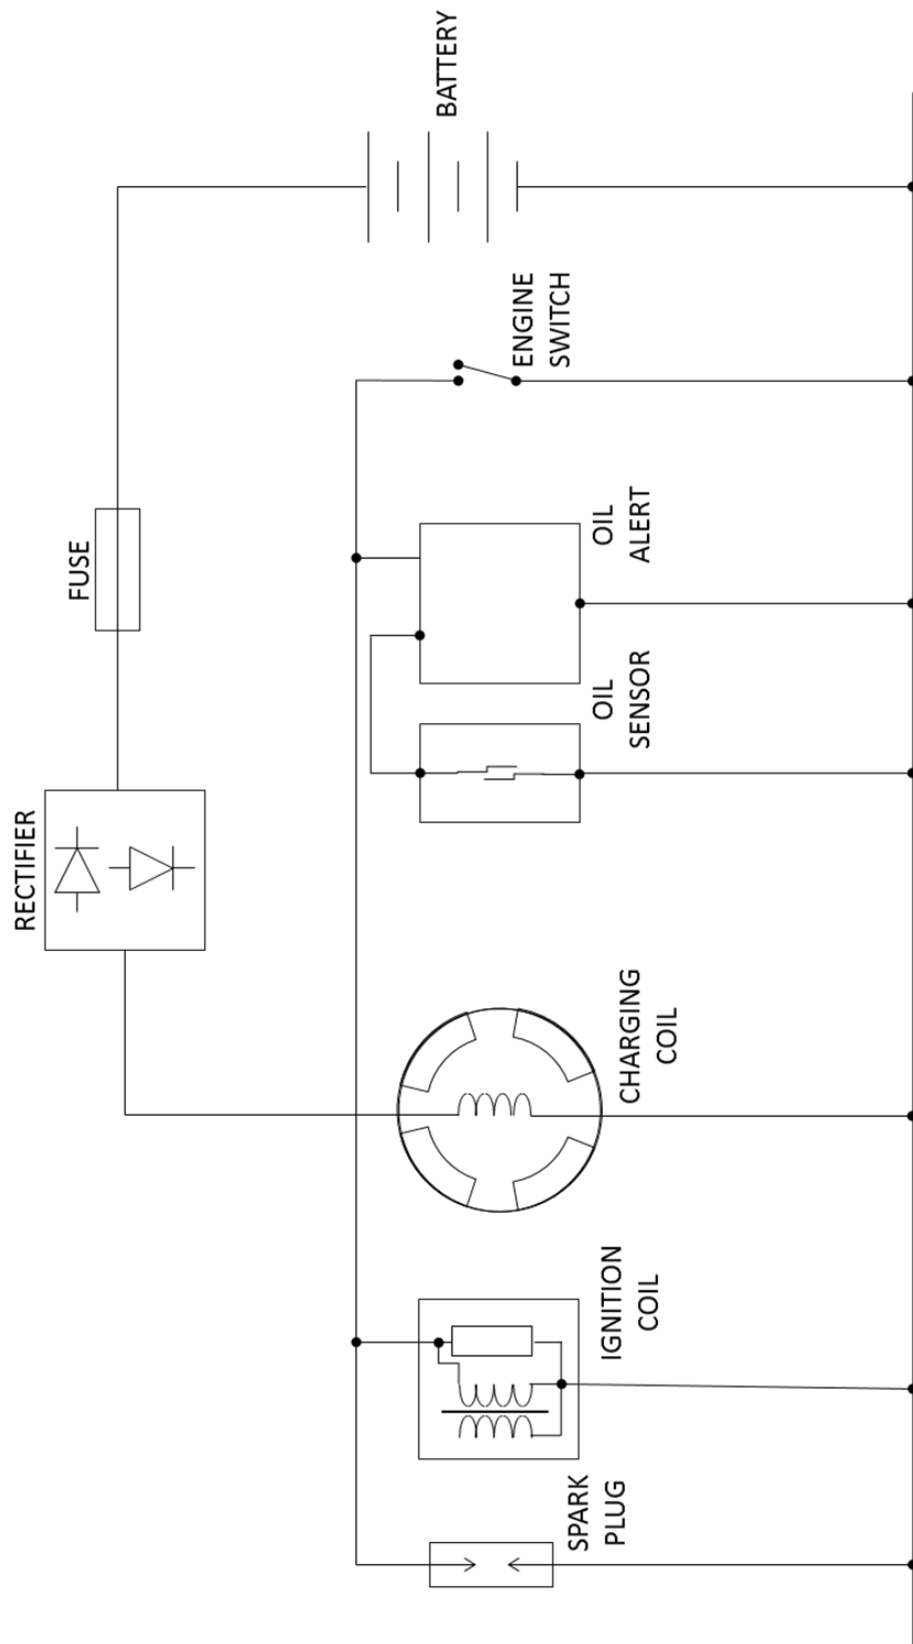 SPARK
PLUG
IGNITION
COIL
CHARGING
COIL
RECTIFIER
OIL
SENSOR
FUSE
OIL
ALERT
ENGINE
SWITCH
BATTERY